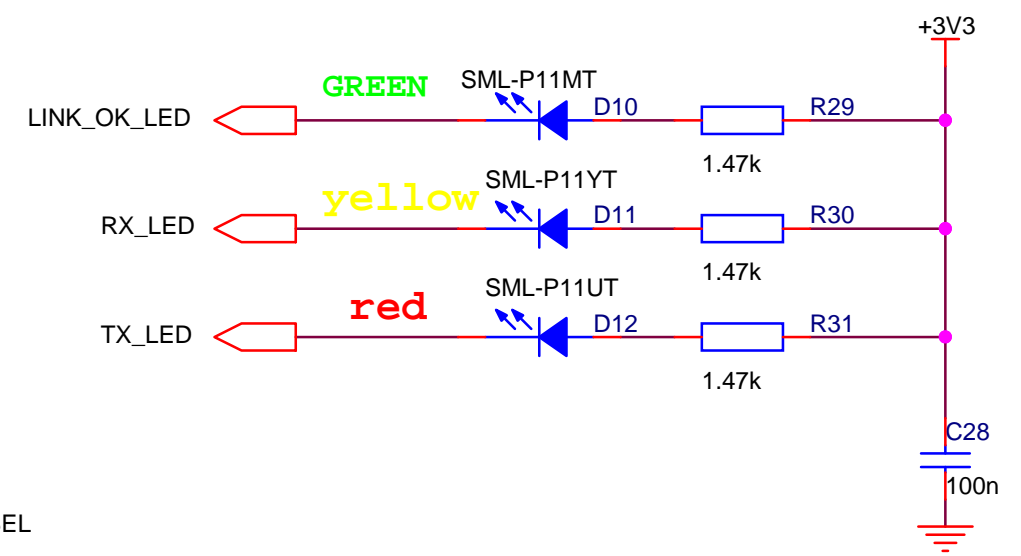 +3V3
GREEN
SML-P11MT
LINK_OK_LED
D10
R29
1.47k
yellow
SML-P11YT
RX_LED
D11
R30
1.47k
red
SML-P11UT
TX_LED
D12
R31
1.47k
C28
100n
EL